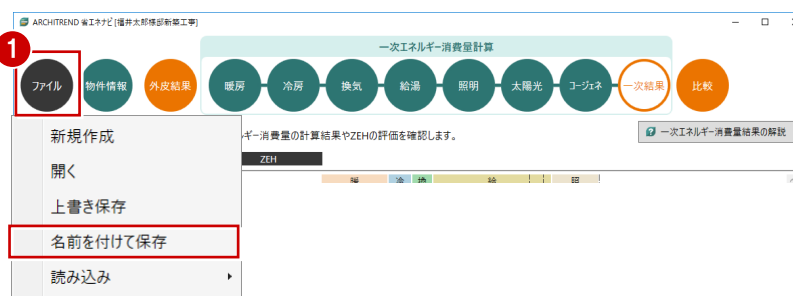 ARCHITREND 省エネナビ [福井太郎様邸新築工事]
1
一次エネルギー消費量計算
ファイル 物件情報 外皮結果 暖房 冷房 換気 給湯 照明 太陽光 コージェネ 一次結果 比較
新規作成
ギー消費量の計算結果やZEHの評価を確認します。
一次エネルギー消費量結果の解説
ZEH
開く
暖 冷 換 給 照
上書き保存
名前を付けて保存
読み込み